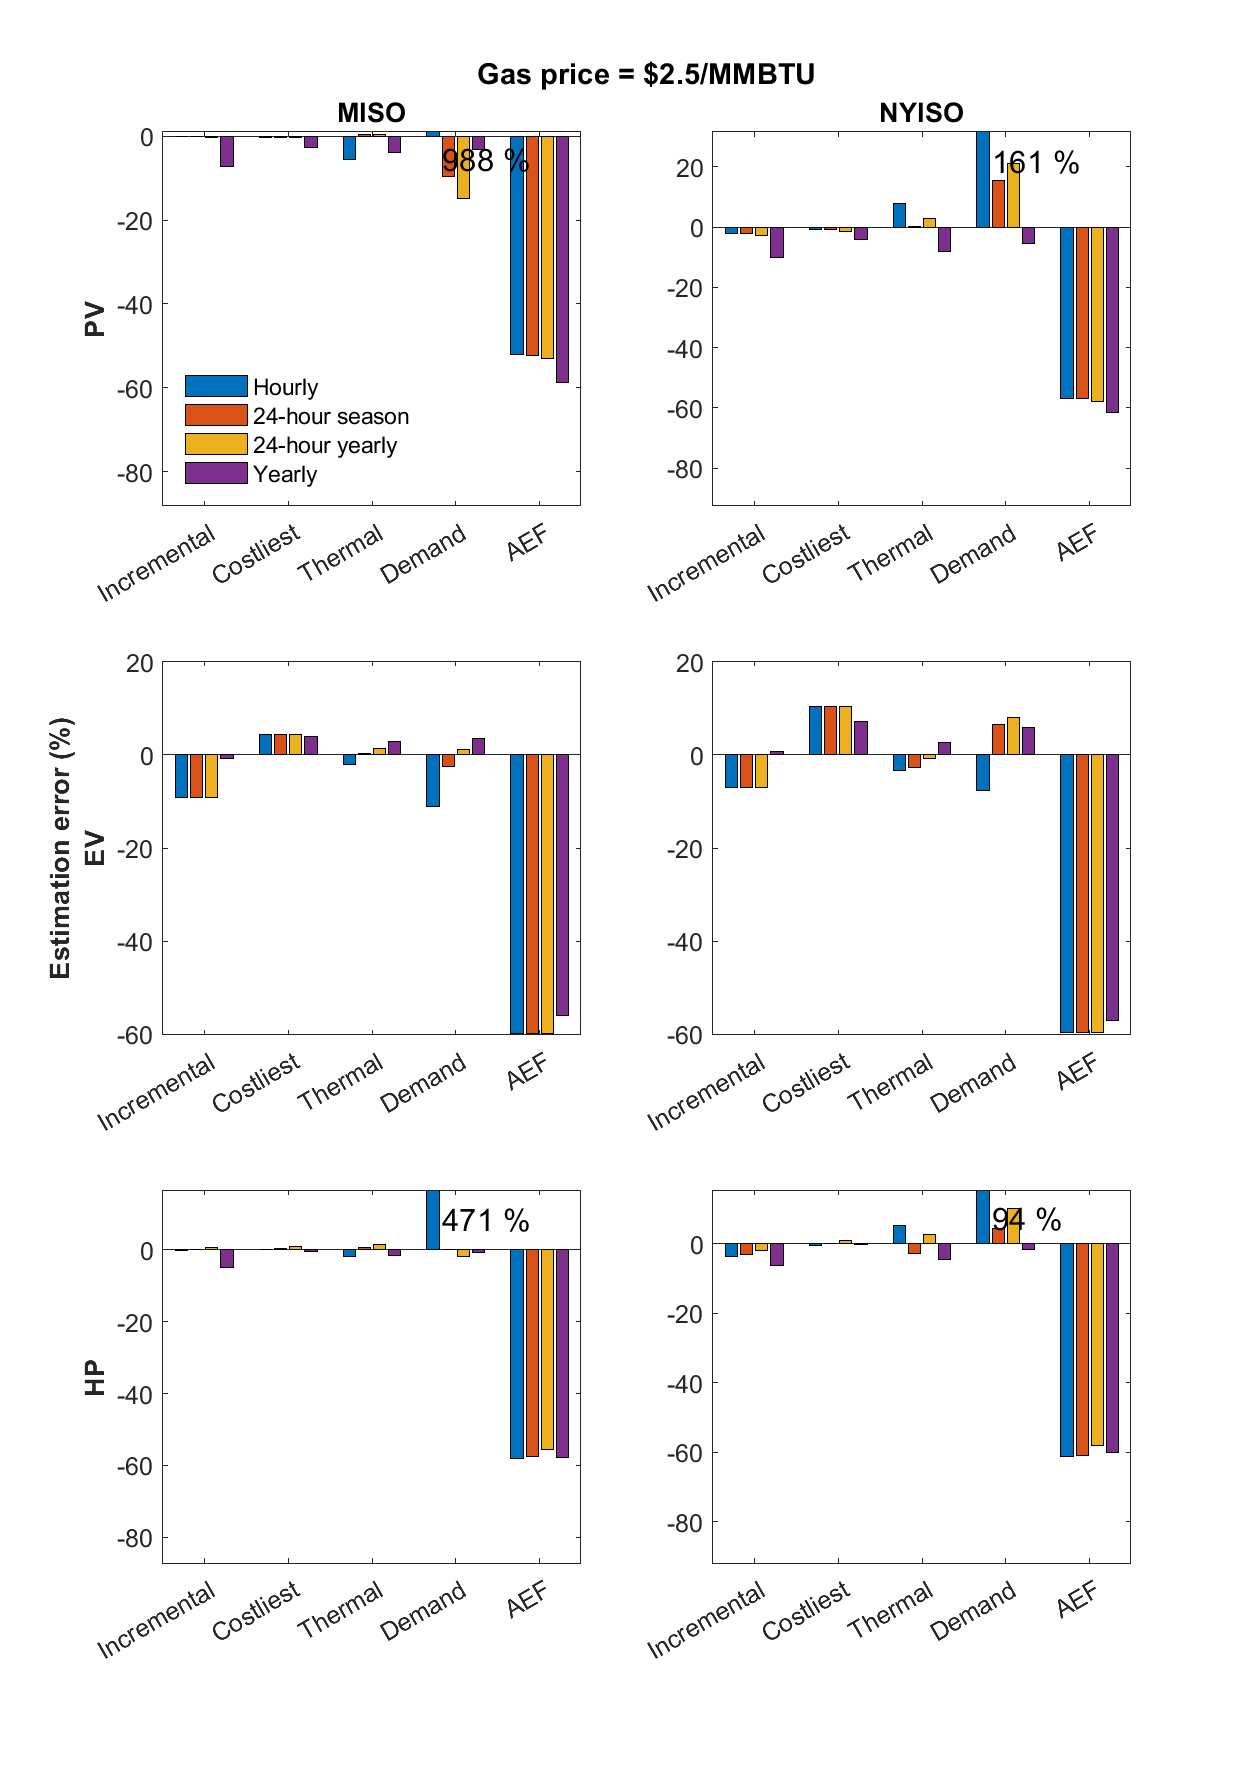 Gas price = $2.5/MMBTU
MISO
NYISO
0
-20
-40
-60
-80
PV
988 %
Hourly
24-hour season
24-hour yearly
Yearly
Incremental
Costliest
Thermal
Demand
AEF
20
0
-20
-40
-60
-80
161 %
Incremental
Costliest
Thermal
Demand
AEF
Estimation error (%)
EV
20
0
-20
-40
-60
Incremental
Costliest
Thermal
Demand
AEF
20
0
-20
-40
-60
Incremental
Costliest
Thermal
Demand
AEF
HP
0
-20
-40
-60
-80
471 %
Incremental
Costliest
Thermal
Demand
AEF
0
-20
-40
-60
-80
94 %
Incremental
Costliest
Thermal
Demand
AEF